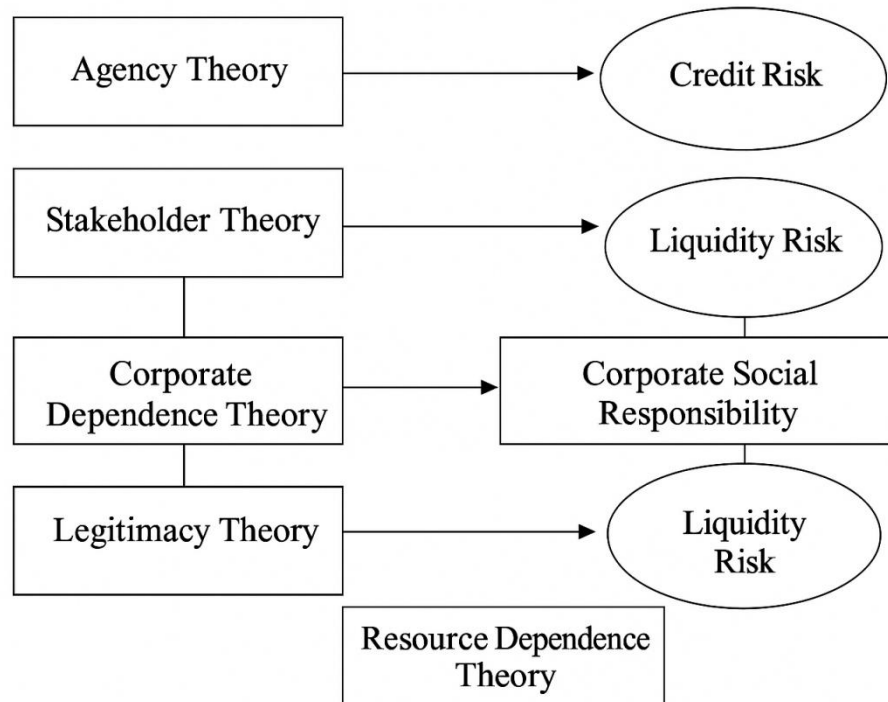 Agency Theory
Credit Risk
Stakeholder Theory
Liquidity Risk
Corporate
Dependence Theory
Corporate Social
Responsibility
Legitimacy Theory
Liquidity
Risk
Resource Dependence
Theory